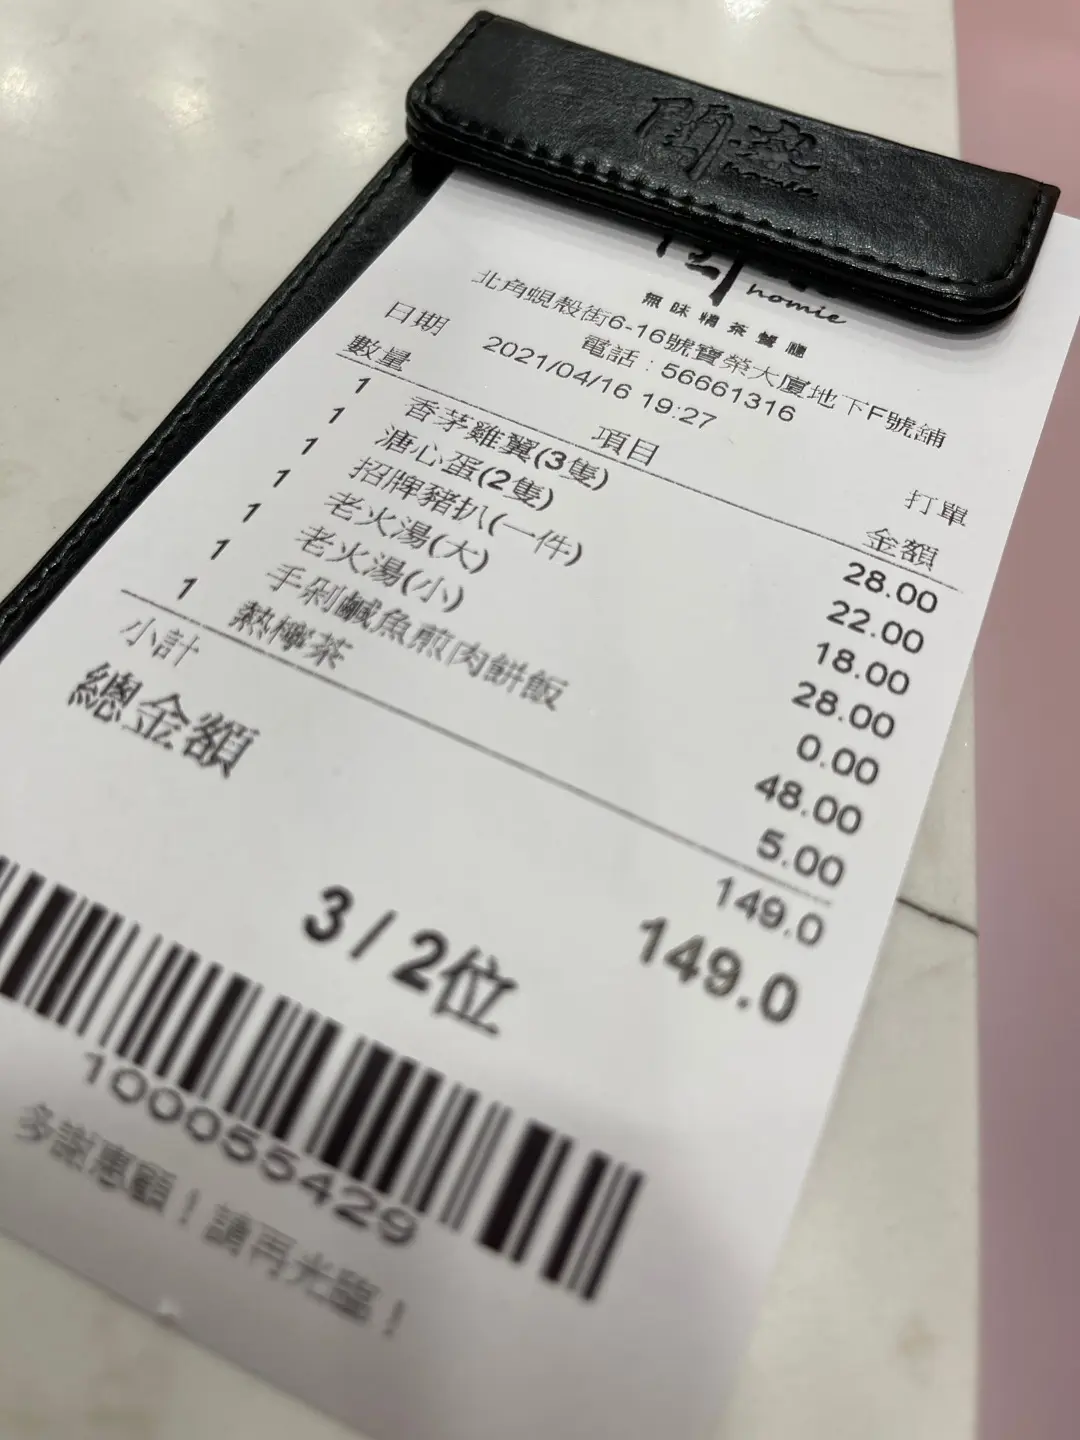 homie
homie
無味精茶餐廳
北角蜆殼街6-16號寶榮大廈地下F號舖
電話：56661316
日期 2021/04/16 19:27 打單
數量 項目 金額
1 香茅雞翼(3隻) 28.00
1 溏心蛋(2隻) 22.00
1 招牌豬扒(一件) 18.00
1 老火湯(大) 28.00
1 老火湯(小) 0.00
1 手剁鹹魚煎肉餅飯 48.00
1 熱檸茶 5.00
小計 149.0
總金額 149.0
3 / 2位
100055429
多謝惠顧！請再光臨！